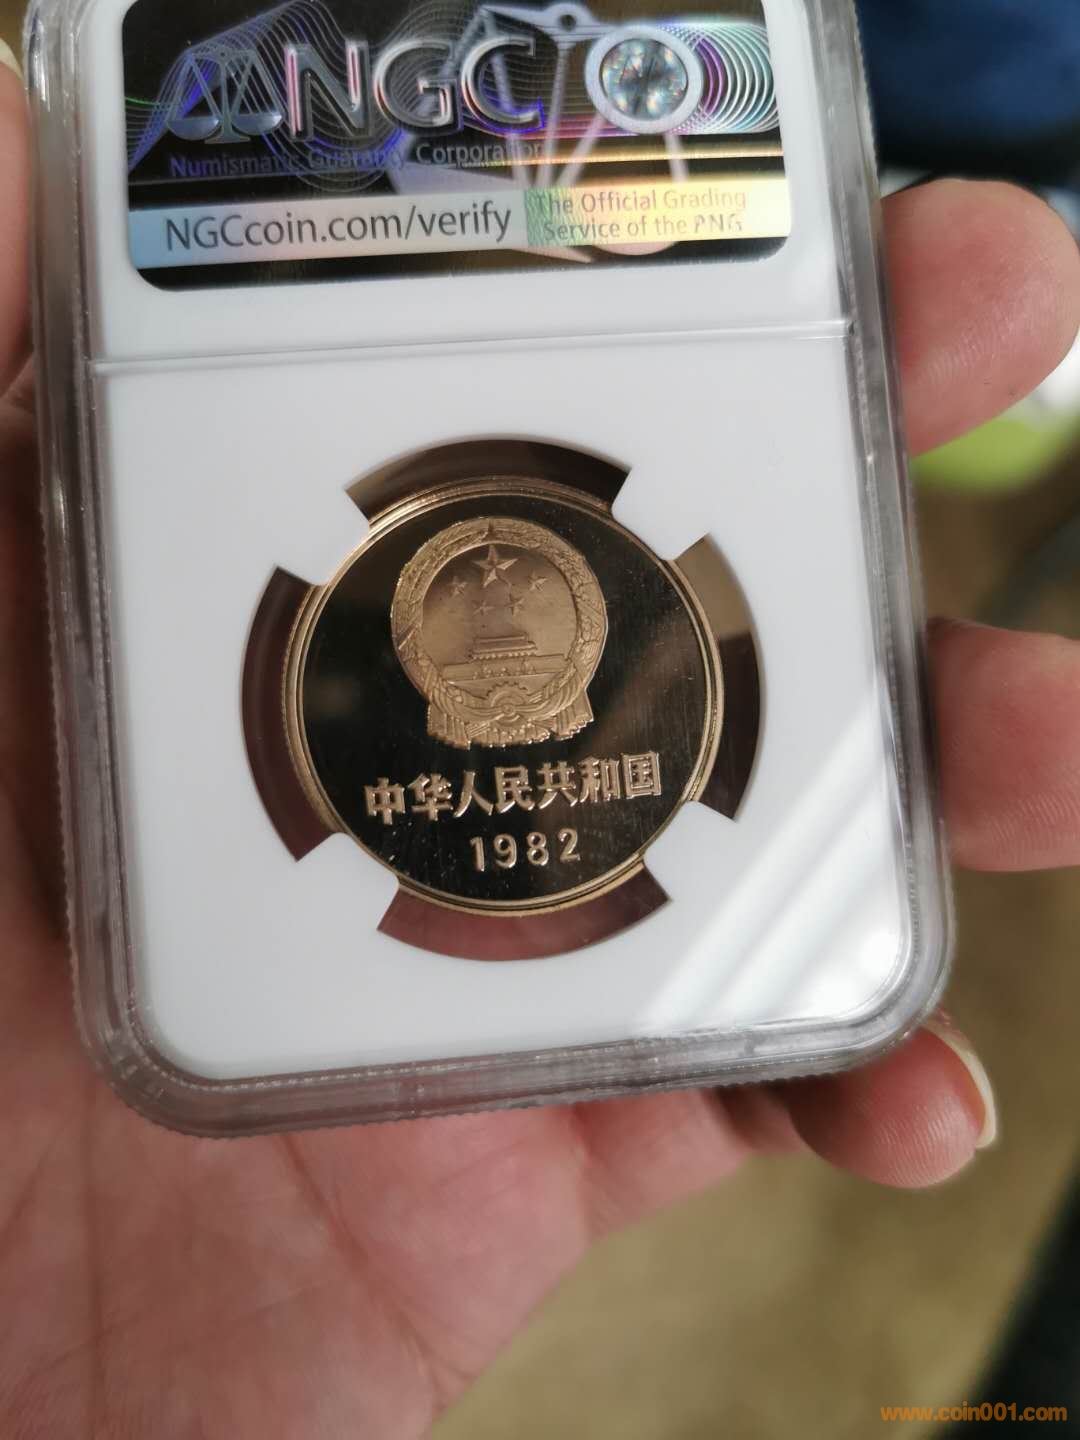 NGC
Numismatic Guaranty Corporation
NGCcoin.com/verify
The Official Grading
Service of the PNG
中华人民共和国
1982
www.coin001.com